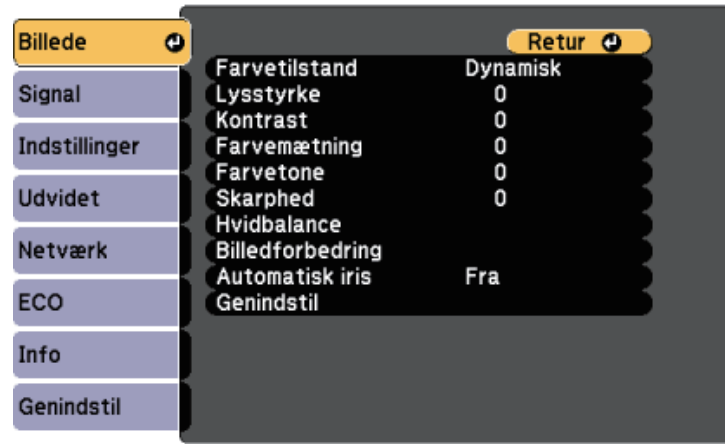 Billede
Signal
Indstillinger
Udvidet
Netværk
ECO
Info
Genindstil
Retur
Farvetilstand Dynamisk
Lysstyrke 0
Kontrast 0
Farvemætning 0
Farvetone 0
Skarphed 0
Hvidbalance
Billedforbedring
Automatisk iris Fra
Genindstil